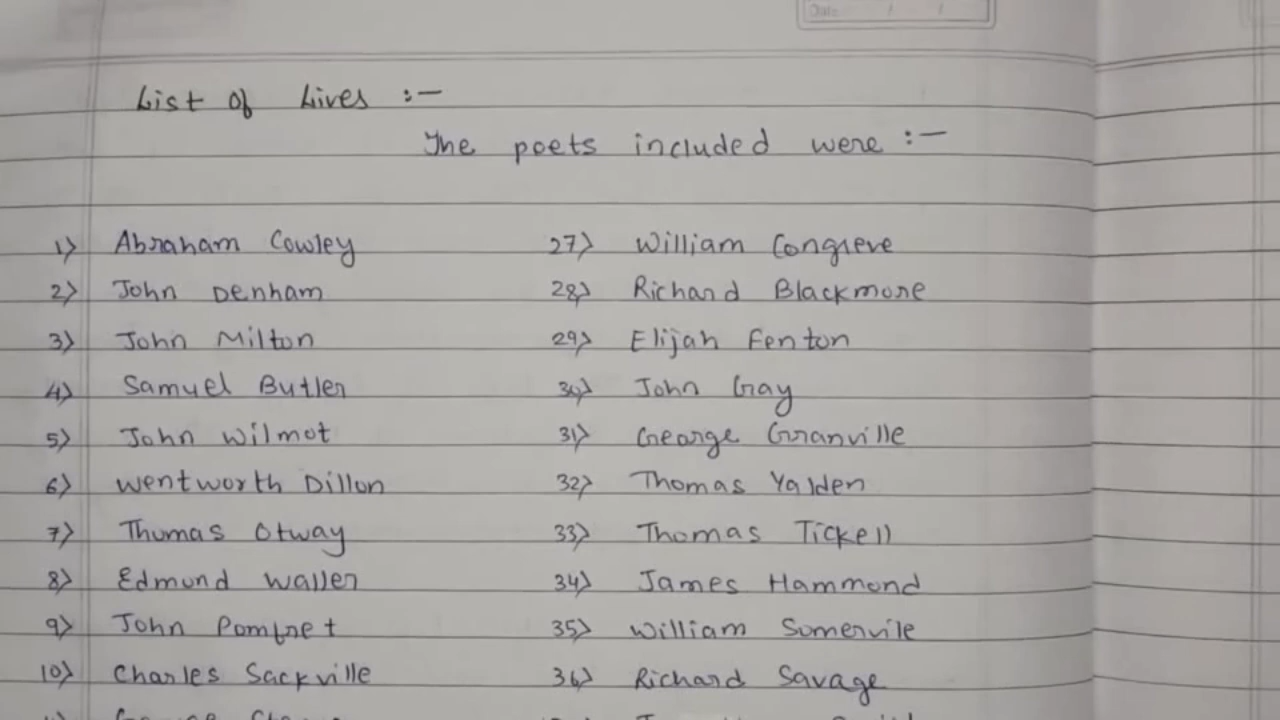 Date / /
List of Lives :-
The poets included were :-
1) Abraham Cowley
2) John Denham
3) John Milton
4) Samuel Butler
5) John Wilmot
6) Wentworth Dillon
7) Thomas Otway
8) Edmund Waller
9) John Pomfret
10) Charles Sackville
27) William Congreve
28) Richard Blackmore
29) Elijah Fenton
30) John Gay
31) George Granville
32) Thomas Yalden
33) Thomas Tickell
34) James Hammond
35) William Somervile
36) Richard Savage